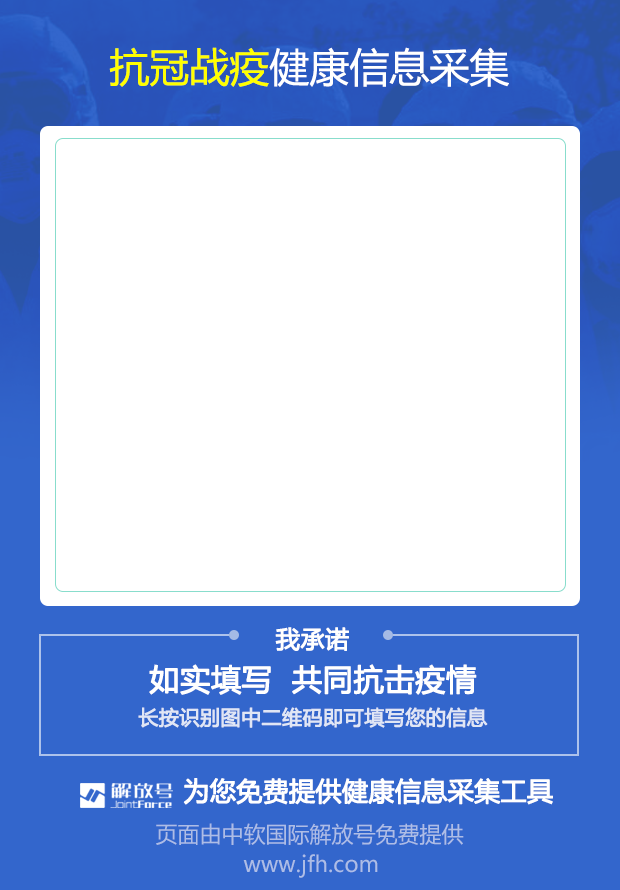 抗冠战疫健康信息采集
我承诺
如实填写 共同抗击疫情
长按识别图中二维码即可填写您的信息
解放号 JointForce 为您免费提供健康信息采集工具
页面由中软国际解放号免费提供
www.jfh.com